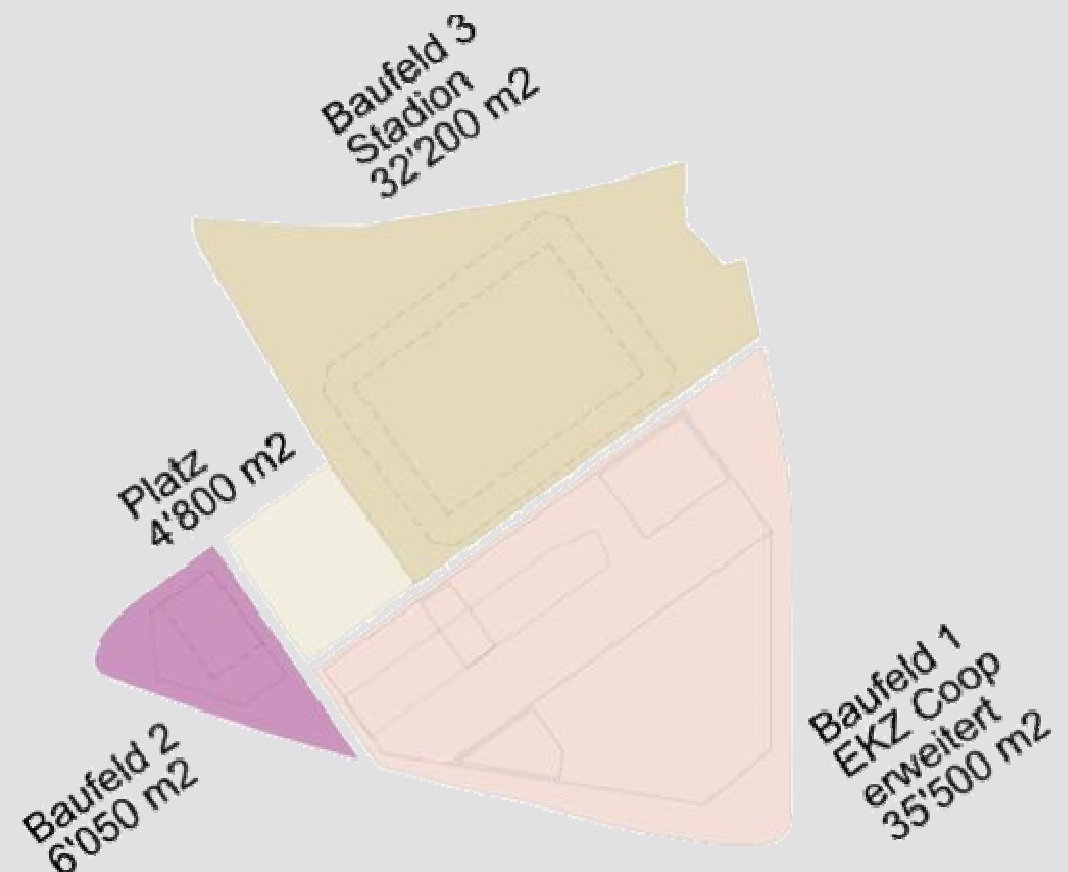 Baufeld 3
Stadion
32'200 m2
Platz
4'800 m2
Baufeld 2
6'050 m2
Baufeld 1
EKZ Coop
erweitert
35'500 m2